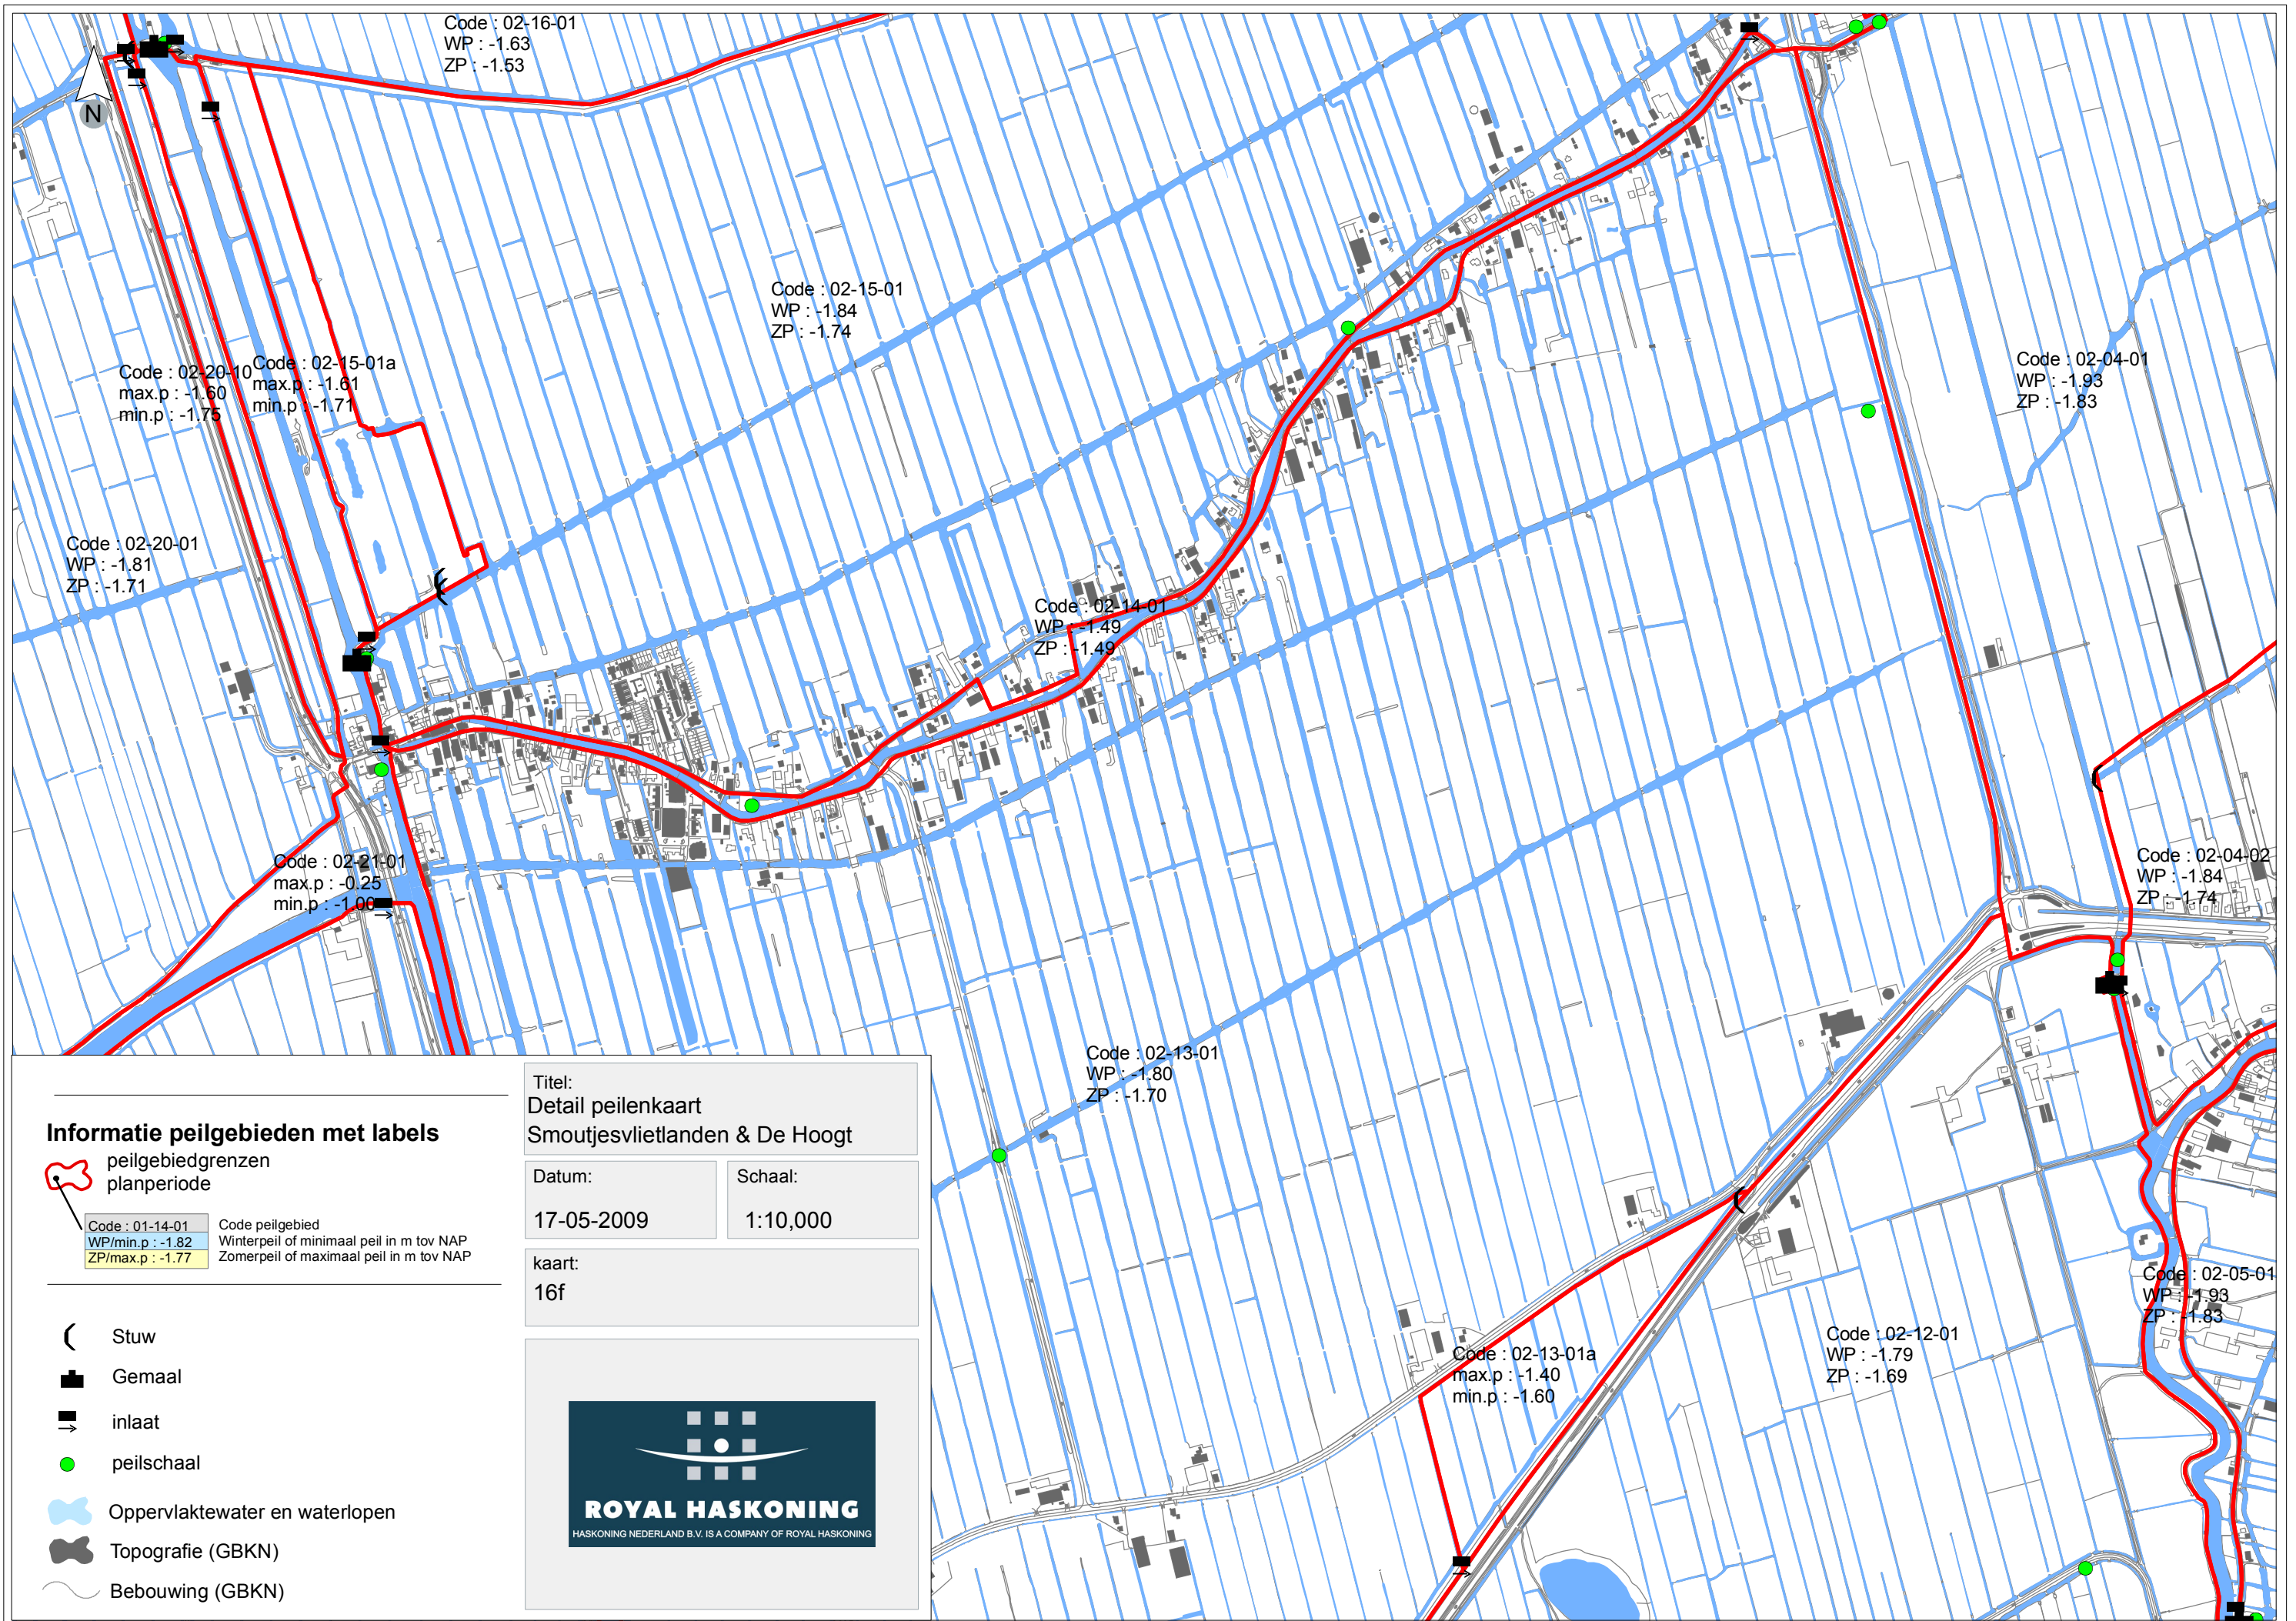 Code : 02-16-01
WP : -1.63
ZP : -1.53
N
Code : 02-15-01
WP : -1.84
ZP : -1.74
Code : 02-20-10
max.p : -1.60
min.p : -1.75
Code : 02-15-01a
max.p : -1.61
min.p : -1.71
Code : 02-04-01
WP : -1.93
ZP : -1.83
Code : 02-20-01
WP : -1.81
ZP : -1.71
Code : 02-14-01
WP : -1.49
ZP : -1.49
Code : 02-21-01
max.p : -0.25
min.p : -1.00
Code : 02-04-02
WP : -1.84
ZP : -1.74
Code : 02-13-01
WP : -1.80
ZP : -1.70
Code : 02-05-01
WP : -1.93
ZP : -1.83
Code : 02-12-01
WP : -1.79
ZP : -1.69
Code : 02-13-01a
max.p : -1.40
min.p : -1.60
Informatie peilgebieden met labels
peilgebiedgrenzen
planperiode
Code : 01-14-01 Code peilgebied
WP/min.p : -1.82 Winterpeil of minimaal peil in m tov NAP
ZP/max.p : -1.77 Zomerpeil of maximaal peil in m tov NAP
Stuw
Gemaal
inlaat
peilschaal
Oppervlaktewater en waterlopen
Topografie (GBKN)
Bebouwing (GBKN)
Titel:
Detail peilenkaart
Smoutjesvlietlanden & De Hoogt
Datum:
17-05-2009
Schaal:
1:10,000
kaart:
16f
ROYAL HASKONING
HASKONING NEDERLAND B.V. IS A COMPANY OF ROYAL HASKONING